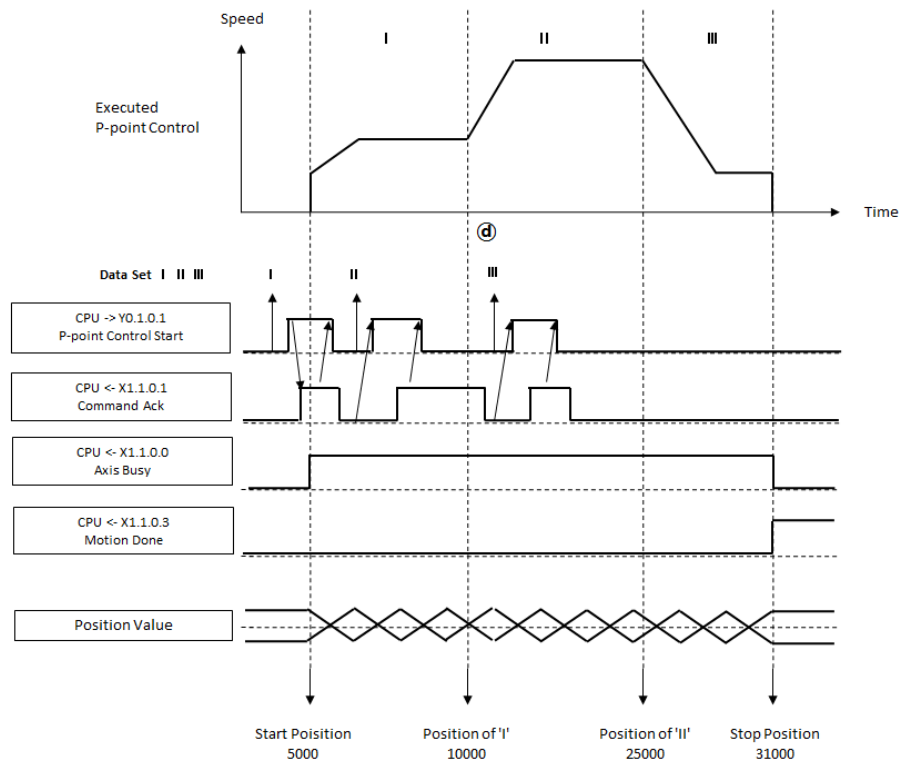 Speed
I II III
Executed
P-point Control
Time
ⓓ
Data Set I II III
I II III
CPU -> Y0.1.0.1
P-point Control Start
CPU <- X1.1.0.1
Command Ack
CPU <- X1.1.0.0
Axis Busy
CPU <- X1.1.0.3
Motion Done
Position Value
Start Poisition
5000
Position of 'I'
10000
Position of 'II'
25000
Stop Position
31000